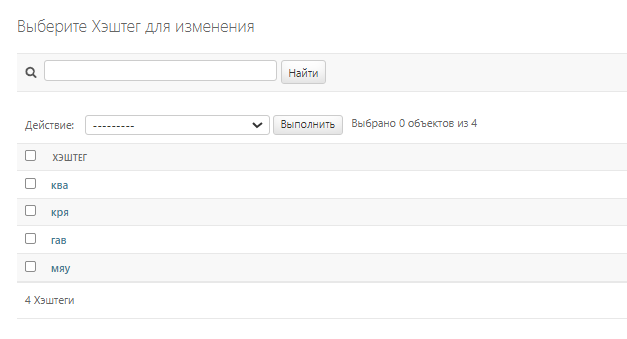 Выберите Хэштег для изменения
Найти
Действие: --------- Выполнить Выбрано 0 объектов из 4
ХЭШТЕГ
ква
кря
гав
мяу
4 Хэштеги